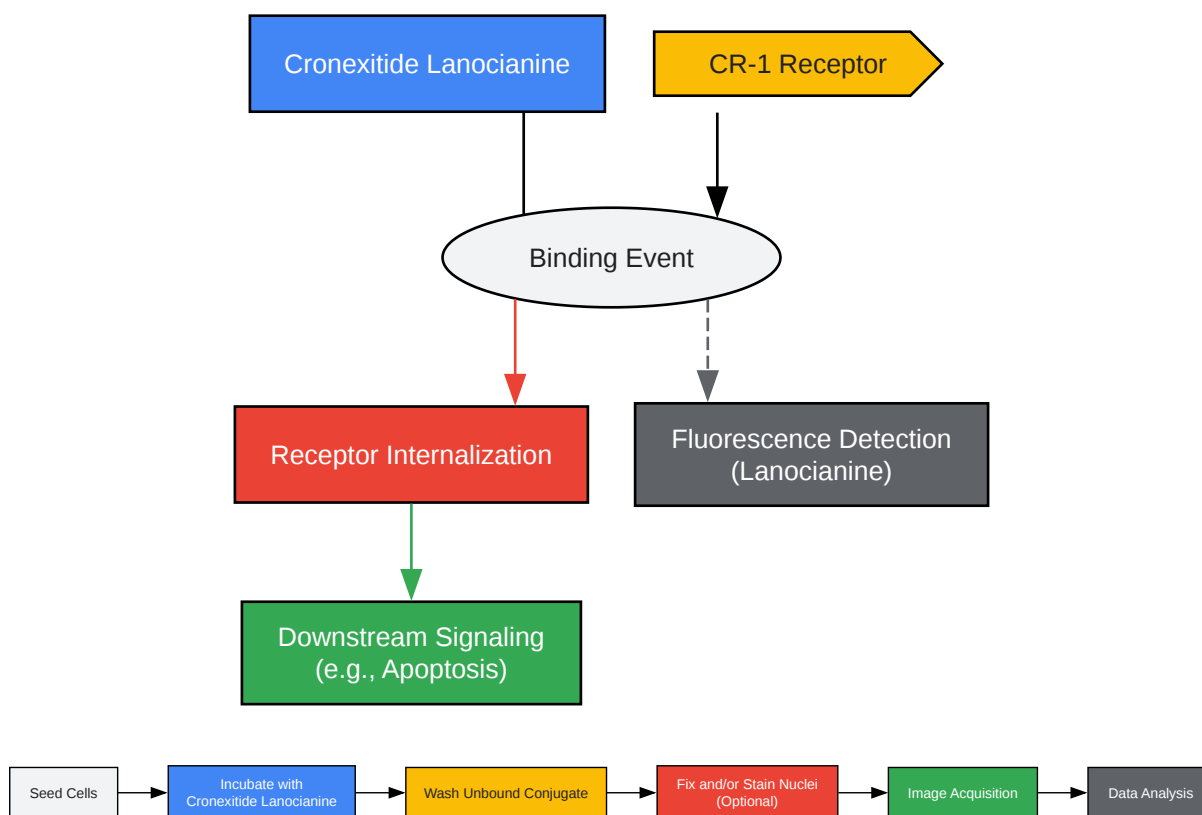 Cronexitide Lanocianine
CR-1 Receptor
Binding Event
Receptor Internalization
Fluorescence Detection
(Lanocianine)
Downstream Signaling
(e.g., Apoptosis)
Seed Cells
Incubate with
Cronexitide Lanocianine
Wash Unbound Conjugate
Fix and/or Stain Nuclei
(Optional)
Image Acquisition
Data Analysis